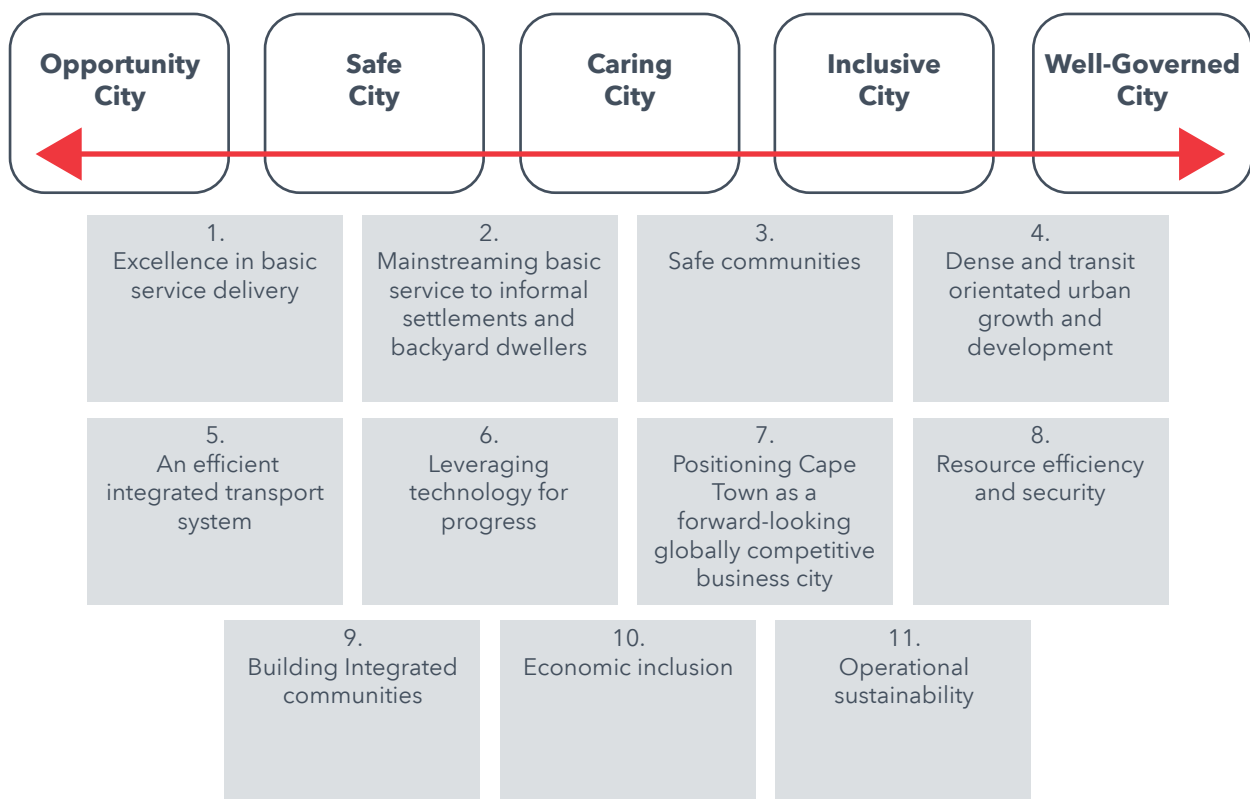 Opportunity
City
Safe
City
Caring
City
Inclusive
City
Well-Governed
City
1.
Excellence in basic
service delivery
2.
Mainstreaming basic
service to informal
settlements and
backyard dwellers
3.
Safe communities
4.
Dense and transit
orientated urban
growth and
development
5.
An efficient
integrated transport
system
6.
Leveraging
technology for
progress
7.
Positioning Cape
Town as a
forward-looking
globally competitive
business city
8.
Resource efficiency
and security
9.
Building Integrated
communities
10.
Economic inclusion
11.
Operational
sustainability